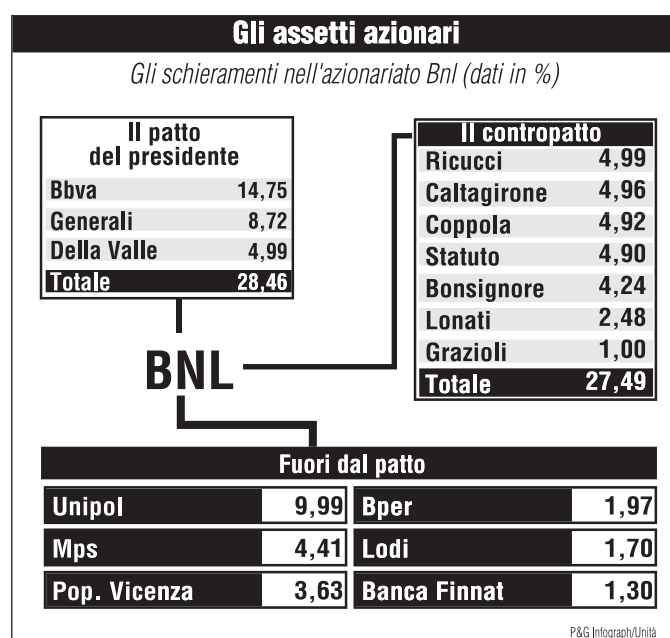 Gli assetti azionari
Gli schieramenti nell'azionariato Bnl (dati in %)
Il patto
del presidente
Bbva 14,75
Generali 8,72
Della Valle 4,99
Totale 28,46
Il contropatto
Ricucci 4,99
Caltagirone 4,96
Coppola 4,92
Statuto 4,90
Bonsignore 4,24
Lonati 2,48
Grazioli 1,00
Totale 27,49
BNL
Fuori dal patto
Unipol 9,99 Bper 1,97
Mps 4,41 Lodi 1,70
Pop. Vicenza 3,63 Banca Finnat 1,30
P&G Infograph/Unità